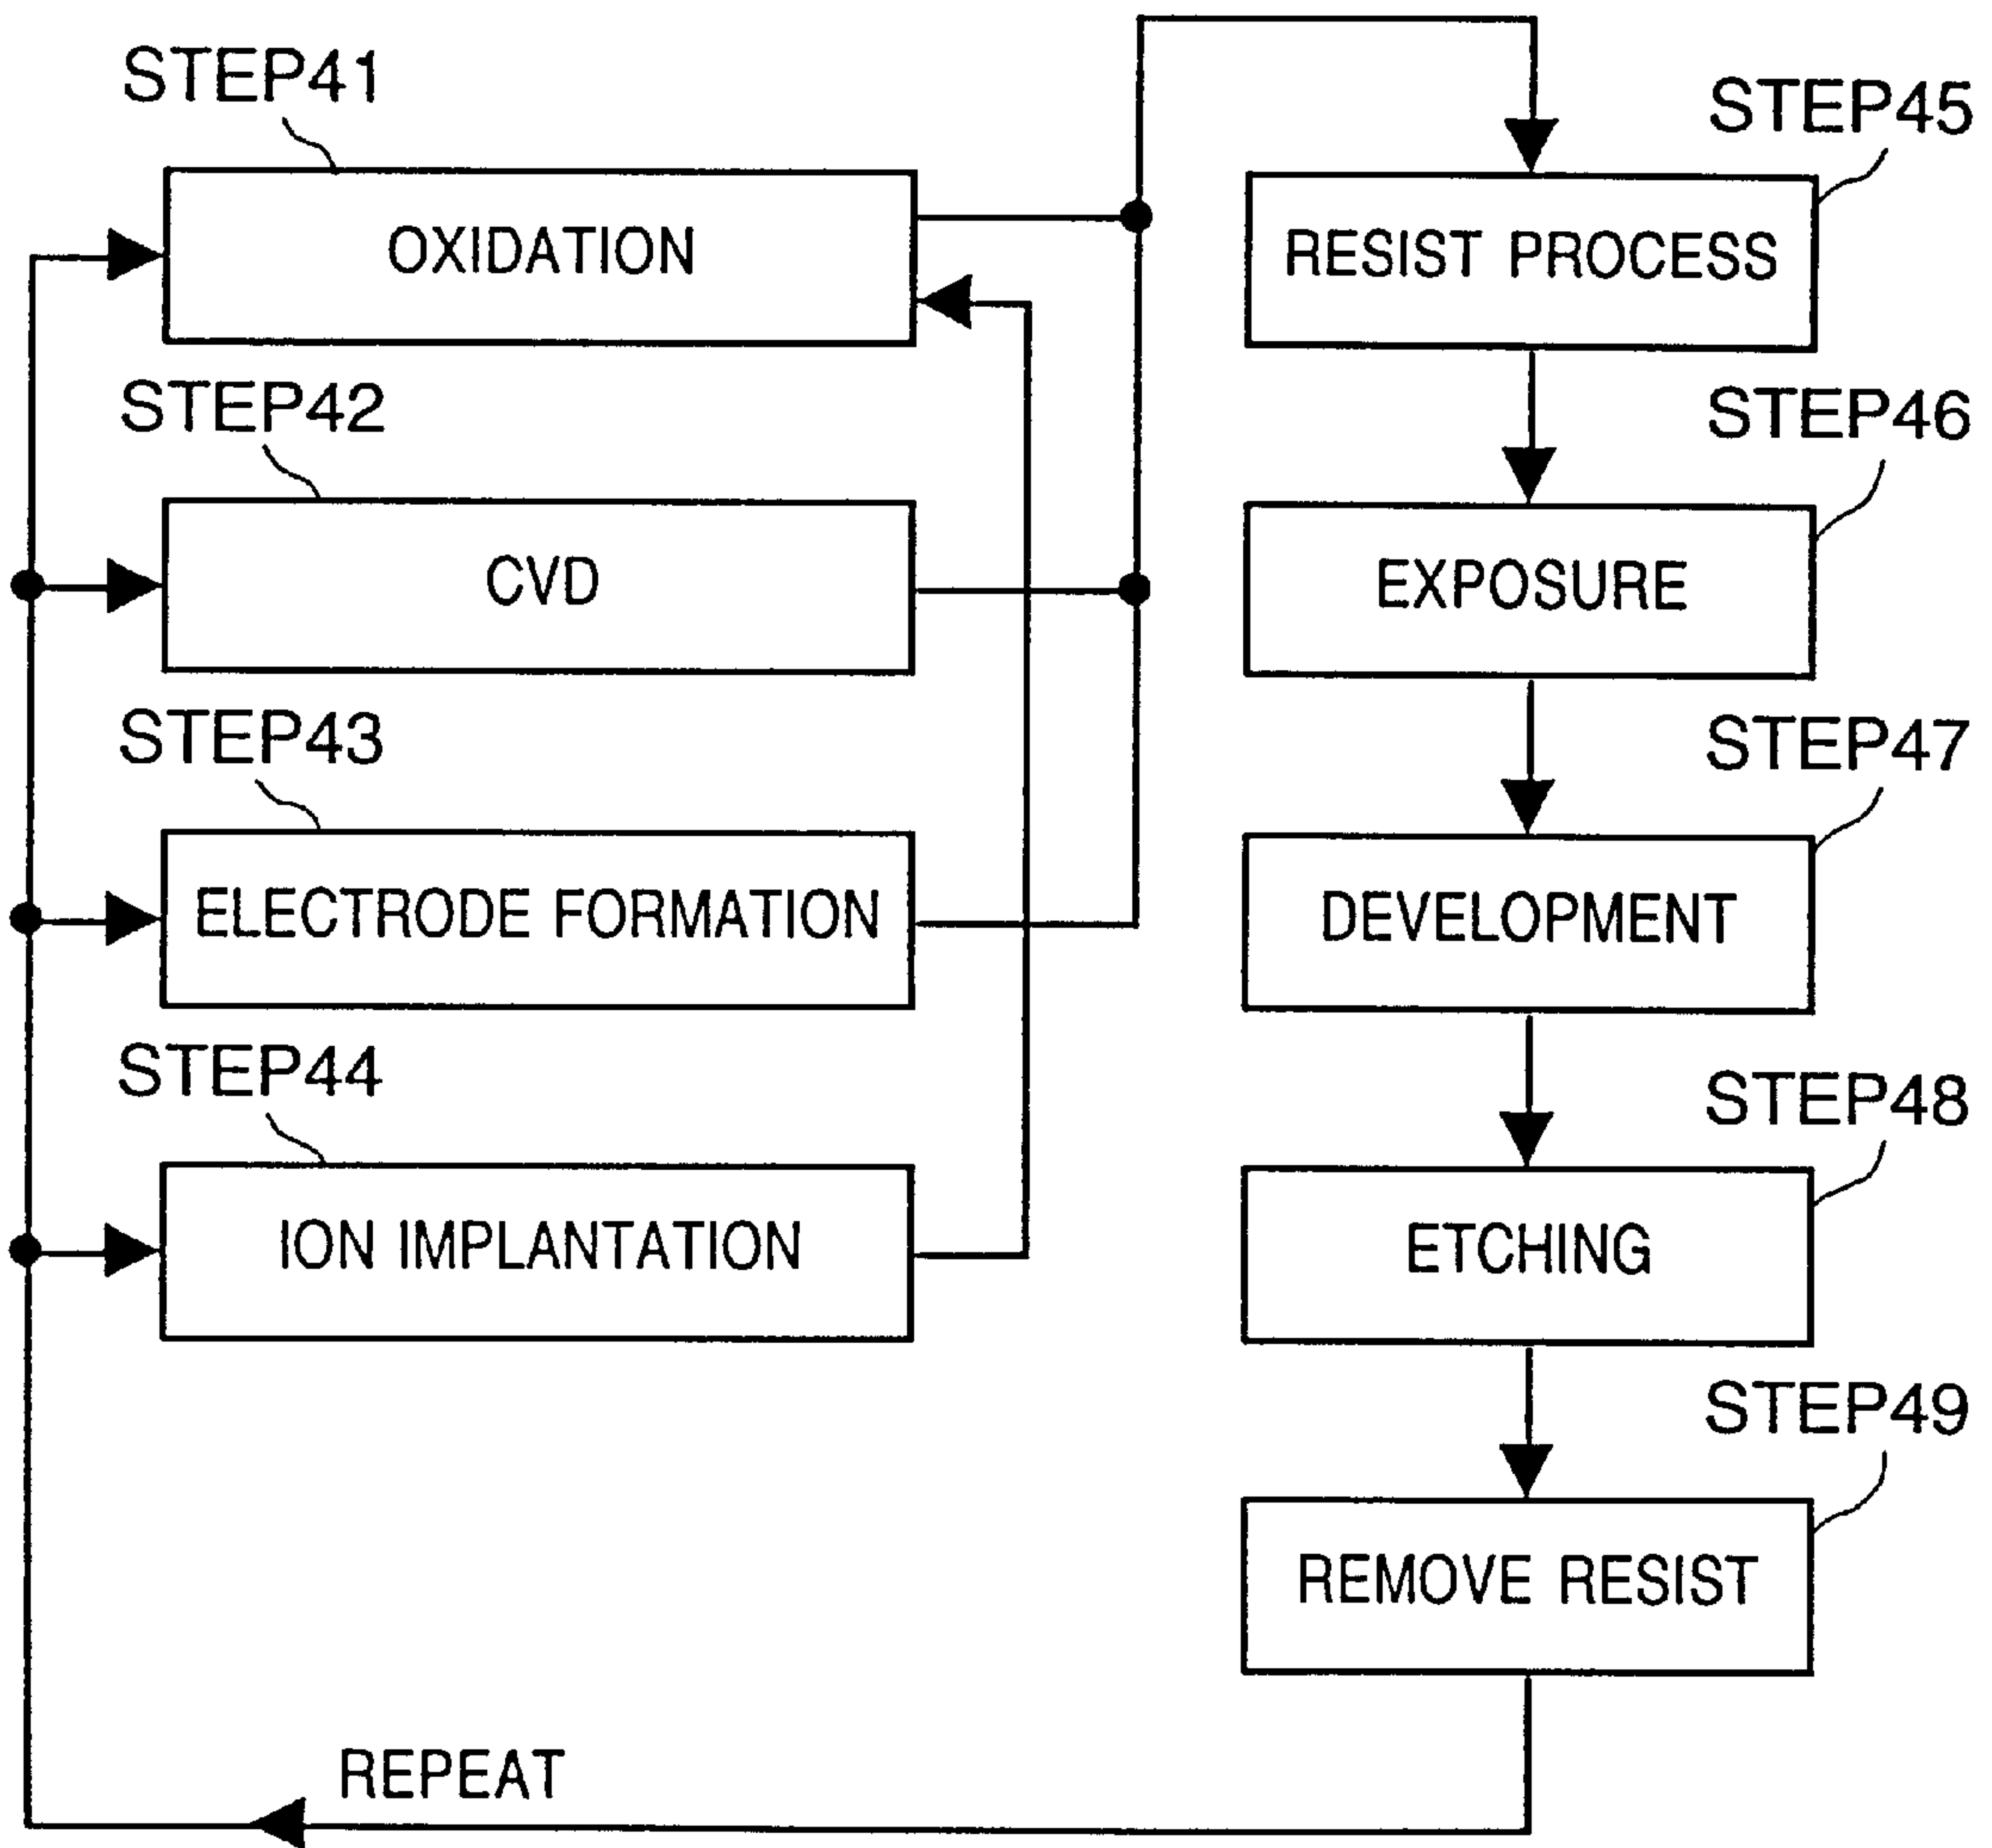 STEP41
OXIDATION
STEP42
CVD
STEP43
ELECTRODE FORMATION
STEP44
ION IMPLANTATION
STEP45
RESIST PROCESS
STEP46
EXPOSURE
STEP47
DEVELOPMENT
STEP48
ETCHING
STEP49
REMOVE RESIST
REPEAT